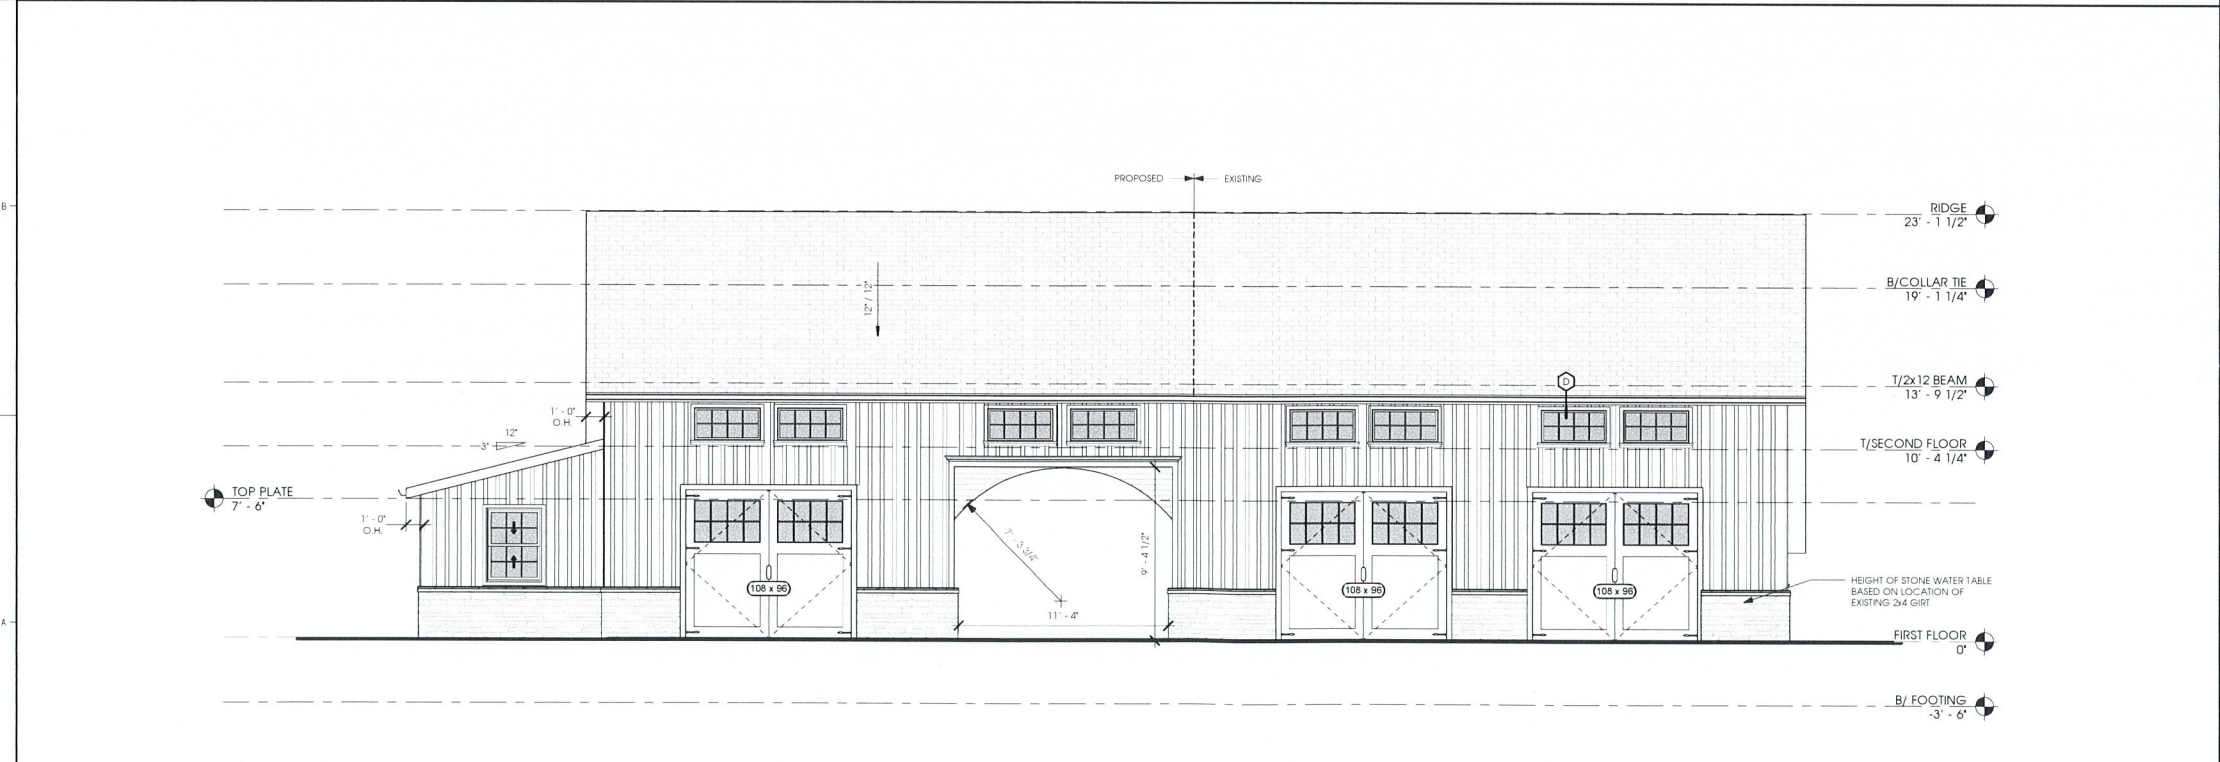 PROPOSED
EXISTING
B
RIDGE
23' - 1 1/2"
B/COLLAR TIE
19' - 1 1/4"
12" / 12"
D
T/2x12 BEAM
13' - 9 1/2"
1' - 0"
O.H.
12"
3"
T/SECOND FLOOR
10' - 4 1/4"
TOP PLATE
7' - 6"
1' - 0"
O.H.
7' - 3 3/4"
9' - 4 1/2"
108 x 96
108 x 96
108 x 96
11' - 4"
HEIGHT OF STONE WATER TABLE
BASED ON LOCATION OF
EXISTING 2x4 GIRT
A
FIRST FLOOR
0"
B/ FOOTING
-3' - 6"